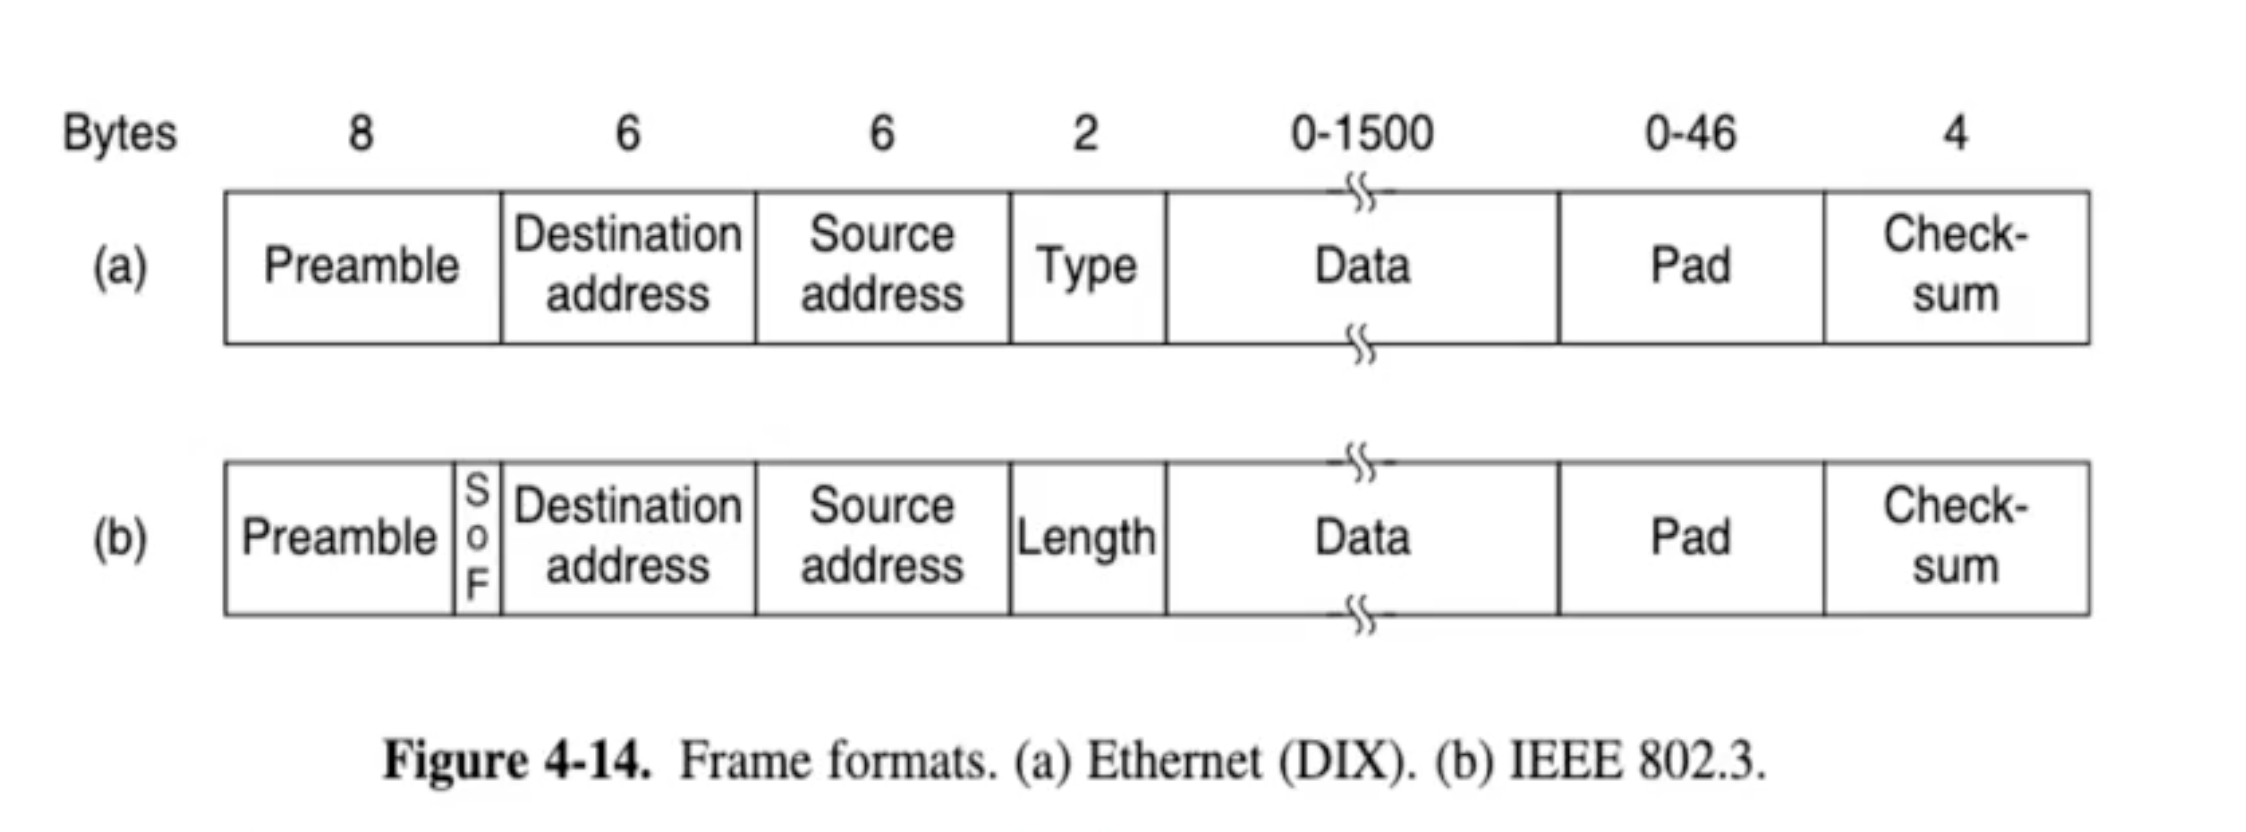 Bytes 8 6 6 2 0-1500 0-46 4
(a) Preamble Destination address Source address Type Data Pad Check-sum
(b) Preamble SoF Destination address Source address Length Data Pad Check-sum
Figure 4-14. Frame formats. (a) Ethernet (DIX). (b) IEEE 802.3.